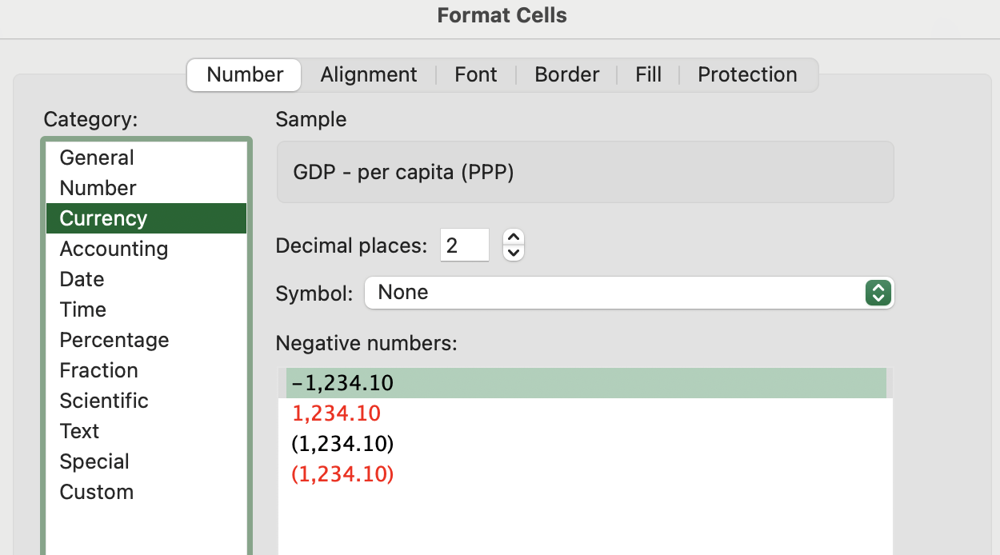 Format Cells
Number Alignment Font Border Fill Protection
Category:
General
Number
Currency
Accounting
Date
Time
Percentage
Fraction
Scientific
Text
Special
Custom
Sample
GDP - per capita (PPP)
Decimal places: 2
Symbol: None
Negative numbers:
−1,234.10
1,234.10
(1,234.10)
(1,234.10)